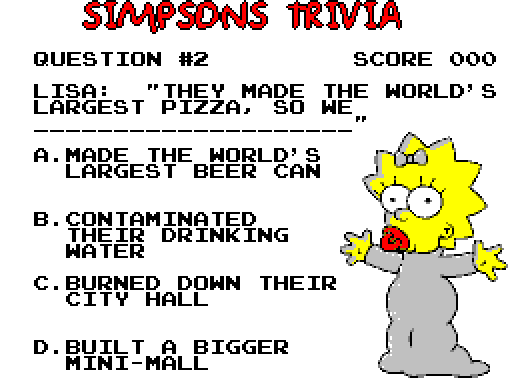 SIMPSONS TRIVIA
QUESTION #2 SCORE 000
LISA: "THEY MADE THE WORLD'S
LARGEST PIZZA, SO WE
______________________"
A.MADE THE WORLD'S
LARGEST BEER CAN
B.CONTAMINATED
THEIR DRINKING
WATER
C.BURNED DOWN THEIR
CITY HALL
D.BUILT A BIGGER
MINI-MALL